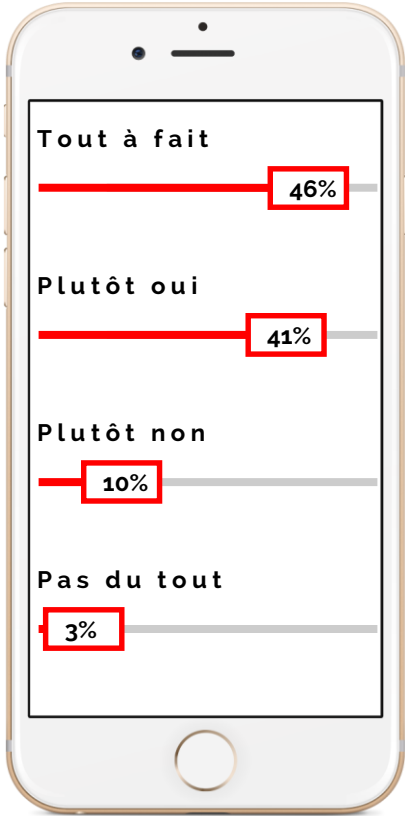 Tout à fait
46%
Plutôt oui
41%
Plutôt non
10%
Pas du tout
3%